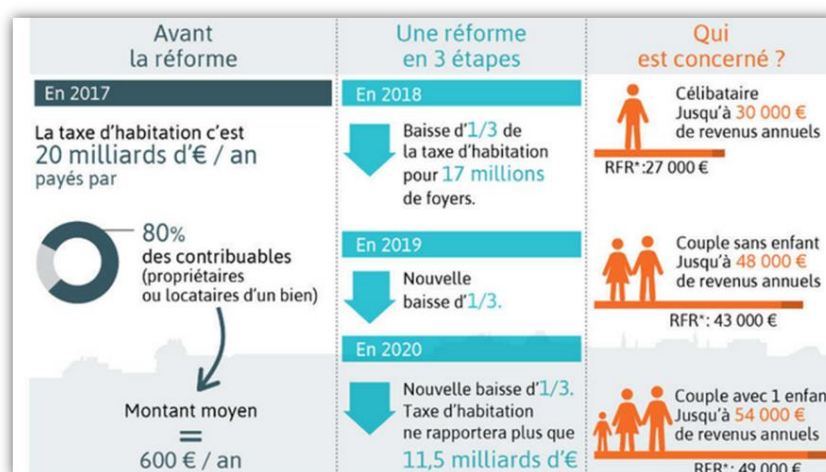 Avant
la réforme
En 2017
La taxe d'habitation c'est
20 milliards d'€ / an
payés par
80%
des contribuables
(propriétaires
ou locataires d'un bien)
Montant moyen
=
600 € / an
Une réforme
en 3 étapes
En 2018
Baisse d'1/3 de
la taxe d'habitation
pour 17 millions
de foyers.
En 2019
Nouvelle
baisse d'1/3.
En 2020
Nouvelle baisse d'1/3.
Taxe d'habitation
ne rapportera plus que
11,5 milliards d'€
Qui
est concerné ?
Célibataire
Jusqu'à 30 000 €
de revenus annuels
RFR*:27 000 €
Couple sans enfant
Jusqu'à 48 000 €
de revenus annuels
RFR*: 43 000 €
Couple avec 1 enfan
Jusqu'à 54 000 €
de revenus annuels
RFR*: 49 000 €